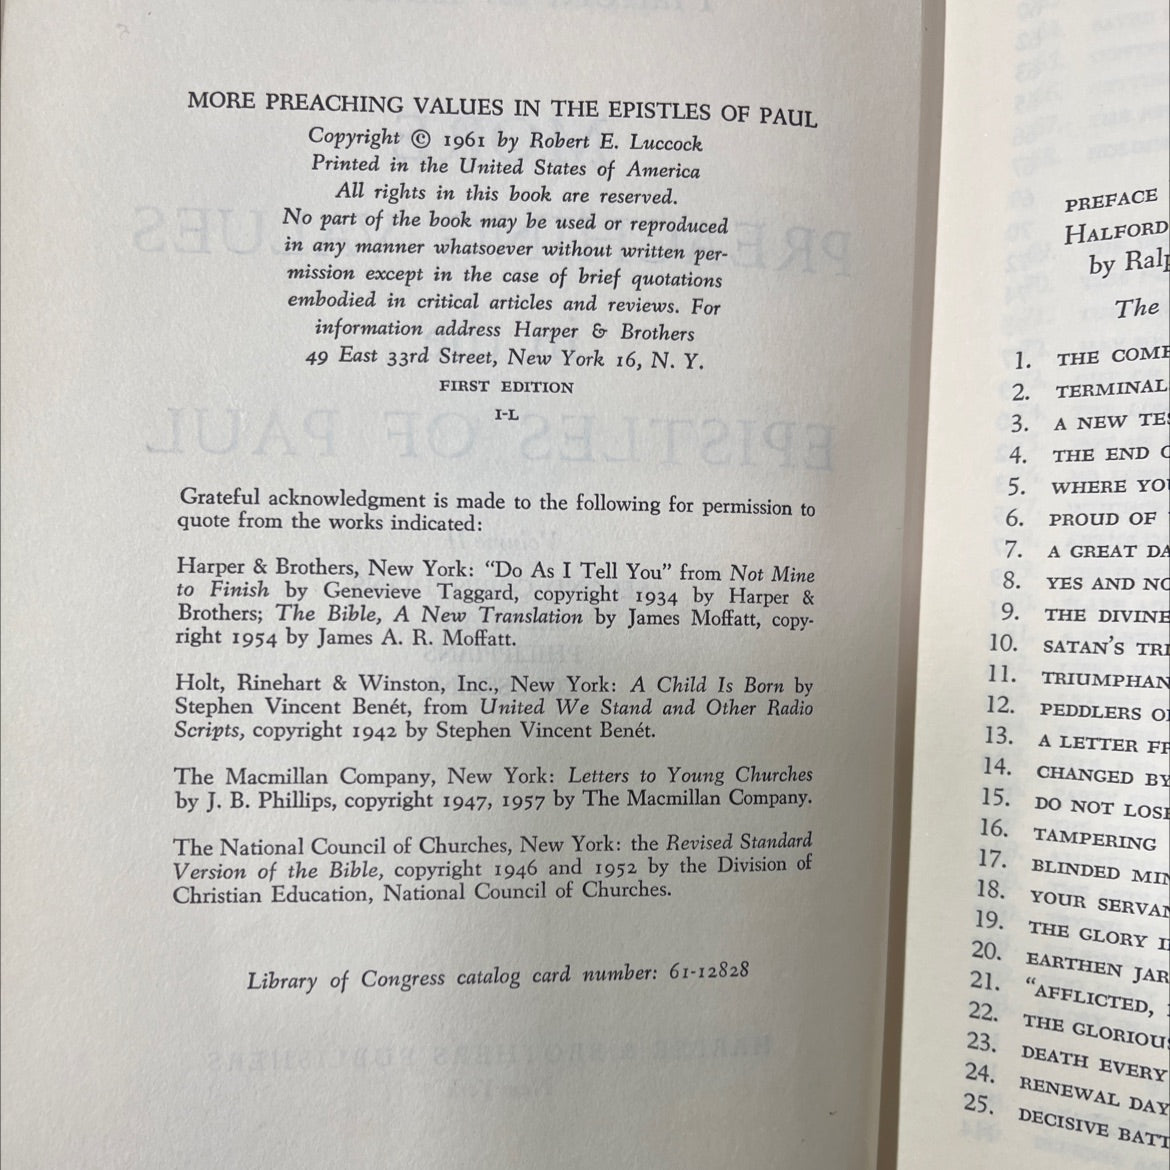 MORE PREACHING VALUES IN THE EPISTLES OF PAUL
Copyright © 1961 by Robert E. Luccock
Printed in the United States of America
All rights in this book are reserved.
No part of the book may be used or reproduced
in any manner whatsoever without written per-
mission except in the case of brief quotations
embodied in critical articles and reviews. For
information address Harper & Brothers
49 East 33rd Street, New York 16, N. Y.
FIRST EDITION
I-L
Grateful acknowledgment is made to the following for permission to
quote from the works indicated:
Harper & Brothers, New York: “Do As I Tell You” from Not Mine
to Finish by Genevieve Taggard, copyright 1934 by Harper &
Brothers; The Bible, A New Translation by James Moffatt, copy-
right 1954 by James A. R. Moffatt.
Holt, Rinehart & Winston, Inc., New York: A Child Is Born by
Stephen Vincent Benét, from United We Stand and Other Radio
Scripts, copyright 1942 by Stephen Vincent Benét.
The Macmillan Company, New York: Letters to Young Churches
by J. B. Phillips, copyright 1947, 1957 by The Macmillan Company.
The National Council of Churches, New York: the Revised Standard
Version of the Bible, copyright 1946 and 1952 by the Division of
Christian Education, National Council of Churches.
Library of Congress catalog card number: 61-12828
PREFACE
HALFORD
by Ralp
The
1. THE COME
2. TERMINAL
3. A NEW TES
4. THE END
5. WHERE YOU
6. PROUD OF
7. A GREAT DA
8. YES AND NO
9. THE DIVINE
10. SATAN’S TRI
11. TRIUMPHAN
12. PEDDLERS OF
13. A LETTER FR
14. CHANGED BY
15. DO NOT LOSE
16. TAMPERING
17. BLINDED MIN
18. YOUR SERVAN
19. THE GLORY I
20. EARTHEN JAR
21. “AFFLICTED,
22. THE GLORIOUS
23. DEATH EVERY
24. RENEWAL DAY
25. DECISIVE BATT